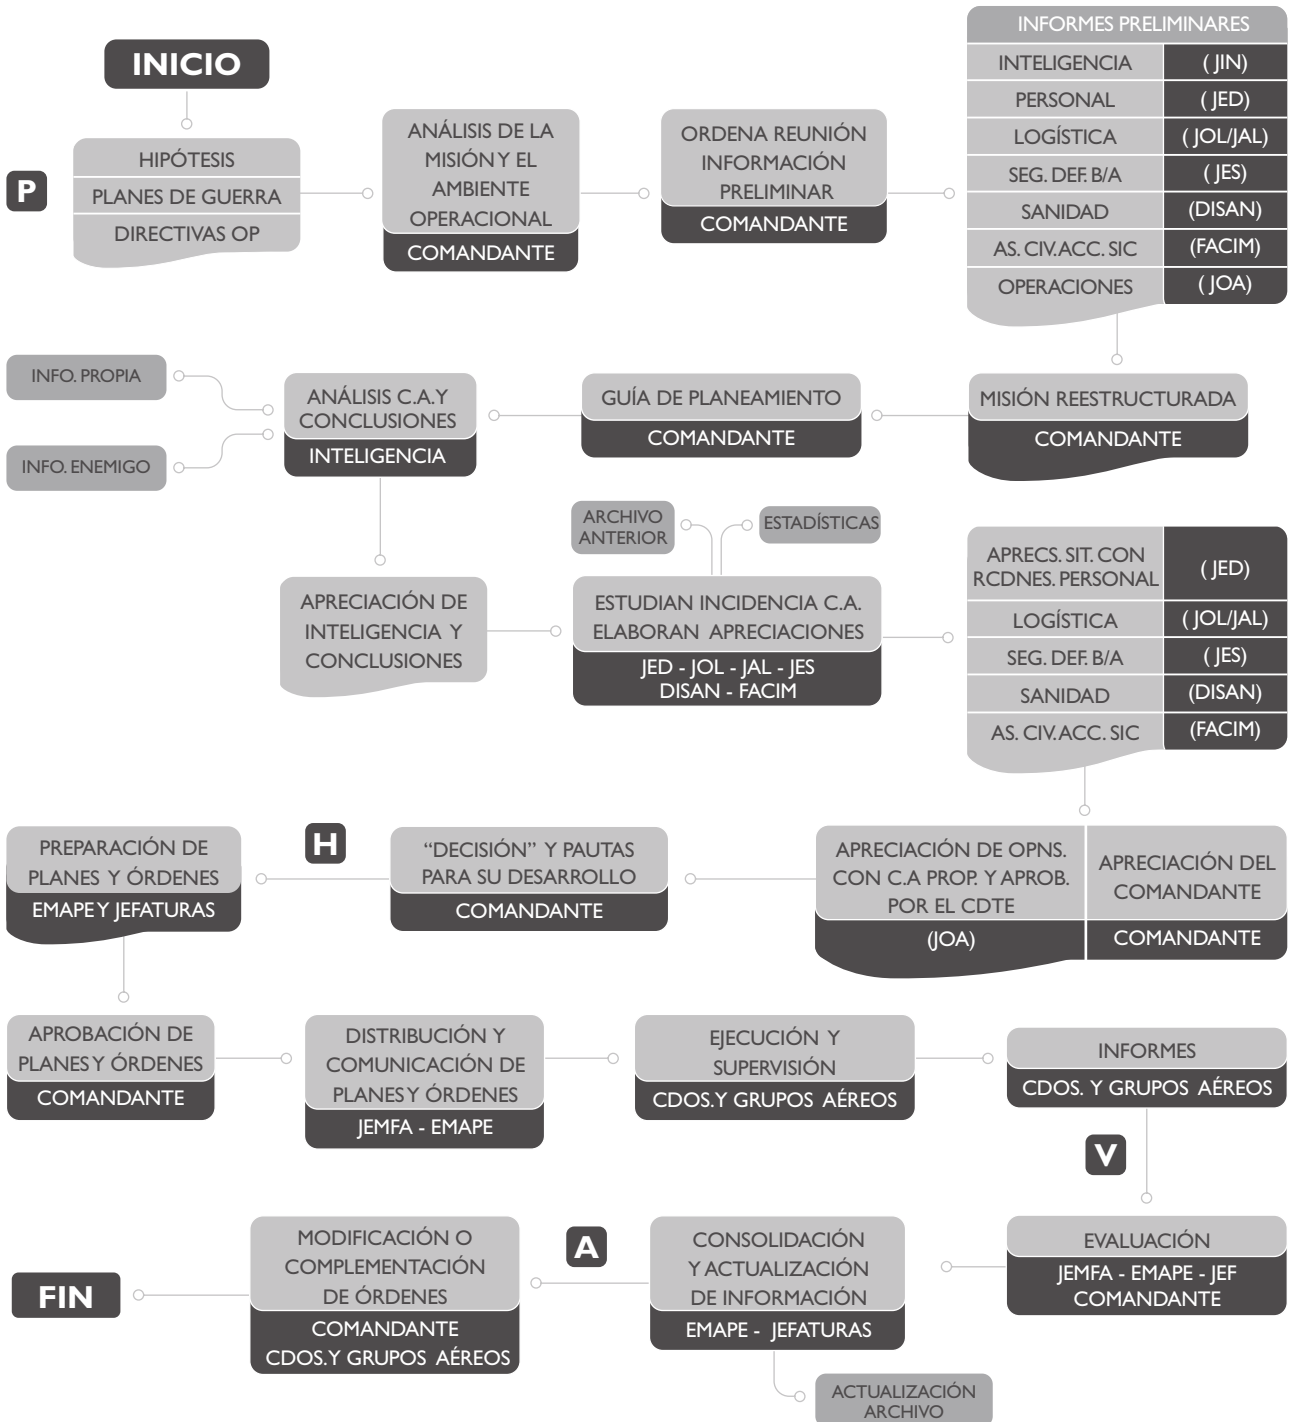 INICIO
P
HIPÓTESIS
PLANES DE GUERRA
DIRECTIVAS OP
ANÁLISIS DE LA
MISIÓN Y EL
AMBIENTE
OPERACIONAL
COMANDANTE
ORDENA REUNIÓN
INFORMACIÓN
PRELIMINAR
COMANDANTE
INFORMES PRELIMINARES
INTELIGENCIA ( JIN)
PERSONAL ( JED)
LOGÍSTICA ( JOL/JAL)
SEG. DEF. B/A ( JES)
SANIDAD (DISAN)
AS. CIV. ACC. SIC (FACIM)
OPERACIONES ( JOA)
MISIÓN REESTRUCTURADA
COMANDANTE
GUÍA DE PLANEAMIENTO
COMANDANTE
ANÁLISIS C.A. Y
CONCLUSIONES
INTELIGENCIA
INFO. PROPIA
INFO. ENEMIGO
APRECIACIÓN DE
INTELIGENCIA Y
CONCLUSIONES
ARCHIVO
ANTERIOR
ESTADÍSTICAS
ESTUDIAN INCIDENCIA C.A.
ELABORAN APRECIACIONES
JED - JOL - JAL - JES
DISAN - FACIM
APRECS. SIT. CON
RCDNES. PERSONAL ( JED)
LOGÍSTICA ( JOL/JAL)
SEG. DEF. B/A ( JES)
SANIDAD (DISAN)
AS. CIV. ACC. SIC (FACIM)
APRECIACIÓN DE OPNS.
CON C.A PROP. Y APROB.
POR EL CDTE
(JOA)
APRECIACIÓN DEL
COMANDANTE
COMANDANTE
“DECISIÓN” Y PAUTAS
PARA SU DESARROLLO
COMANDANTE
H
PREPARACIÓN DE
PLANES Y ÓRDENES
EMAPE Y JEFATURAS
APROBACIÓN DE
PLANES Y ÓRDENES
COMANDANTE
DISTRIBUCIÓN Y
COMUNICACIÓN DE
PLANES Y ÓRDENES
JEMFA - EMAPE
EJECUCIÓN Y
SUPERVISIÓN
CDOS. Y GRUPOS AÉREOS
INFORMES
CDOS. Y GRUPOS AÉREOS
V
EVALUACIÓN
JEMFA - EMAPE - JEF
COMANDANTE
CONSOLIDACIÓN
Y ACTUALIZACIÓN
DE INFORMACIÓN
EMAPE - JEFATURAS
ACTUALIZACIÓN
ARCHIVO
A
MODIFICACIÓN O
COMPLEMENTACIÓN
DE ÓRDENES
COMANDANTE
CDOS. Y GRUPOS AÉREOS
FIN